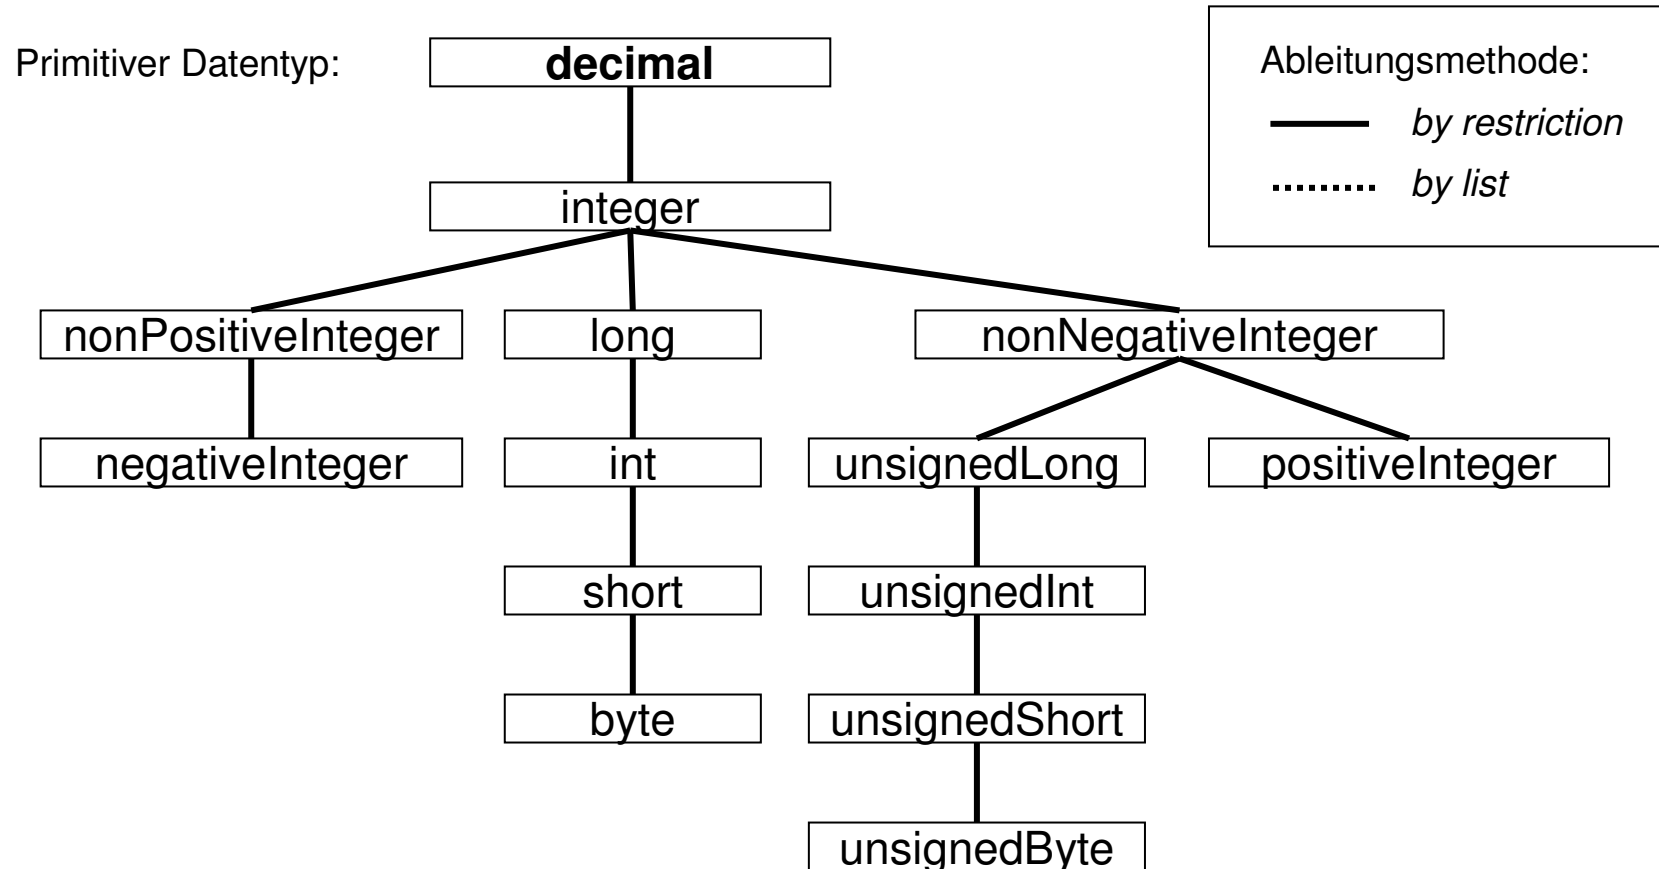 Primitiver Datentyp:
decimal
Ableitungsmethode:
by restriction
by list
integer
nonPositiveInteger
long
nonNegativeInteger
negativeInteger
int
unsignedLong
positiveInteger
short
unsignedInt
byte
unsignedShort
unsignedByte